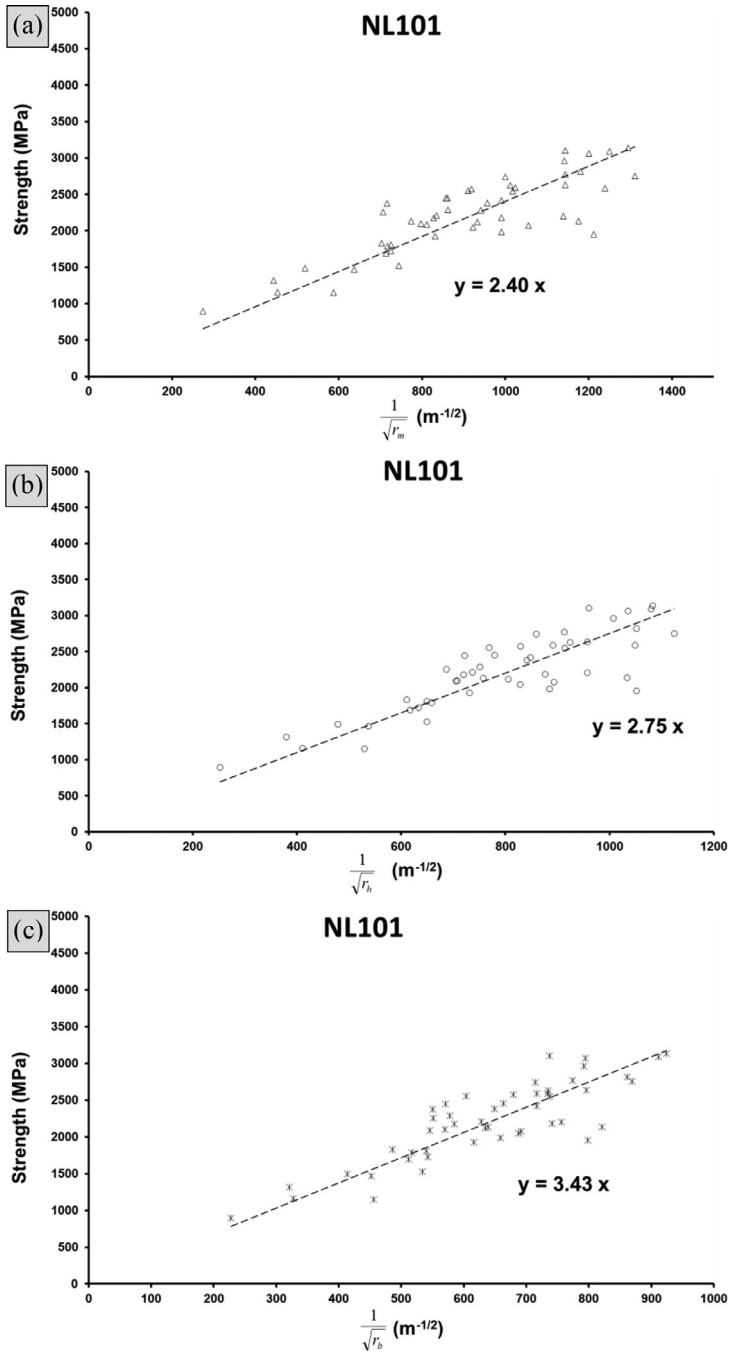 (a)
NL101
5000
4500
4000
3500
3000
2500
2000
1500
1000
500
0
Strength (MPa)
y = 2.40 x
0 200 400 600 800 1000 1200 1400
1/√r_m (m-1/2)
(b)
NL101
5000
4500
4000
3500
3000
2500
2000
1500
1000
500
0
Strength (MPa)
y = 2.75 x
0 200 400 600 800 1000 1200
1/√r_h (m-1/2)
(c)
NL101
5000
4500
4000
3500
3000
2500
2000
1500
1000
500
0
Strength (MPa)
y = 3.43 x
0 100 200 300 400 500 600 700 800 900 1000
1/√r_b (m-1/2)